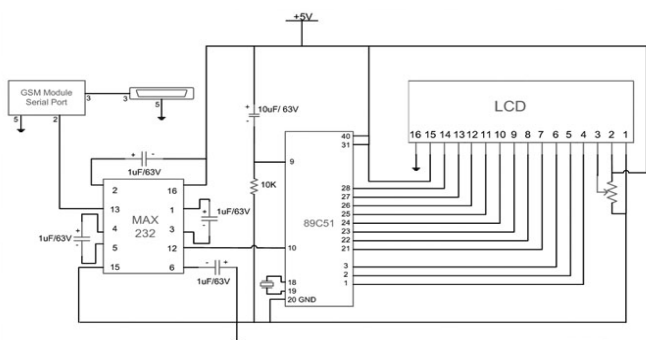 +5V
GSM Module
Serial Port
3
3
5
5
2
10uF/ 63V
LCD
16 15 14 13 12 11 10 9 8 7 6 5 4 3 2 1
+ -
1uF/63V
2 16
13 1
4 3
5 12
15 6
MAX
232
1uF/63V
1uF/63V
- +
1uF/63V
10K
9
10
18
19
20 GND
89C51
40
31
28
27
26
25
24
23
22
21
3
2
1